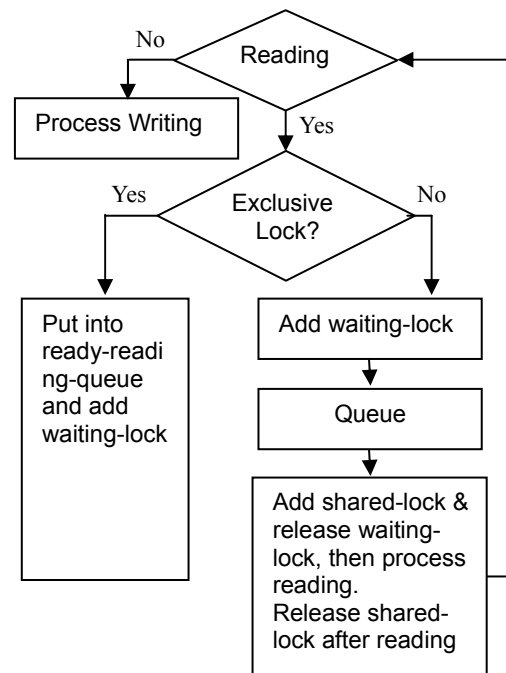 No
Reading
Process Writing
Yes
Yes
Exclusive
Lock?
No
Put into
ready-readi
ng-queue
and add
waiting-lock
Add waiting-lock
Queue
Add shared-lock &
release waiting-
lock, then process
reading.
Release shared-
lock after reading